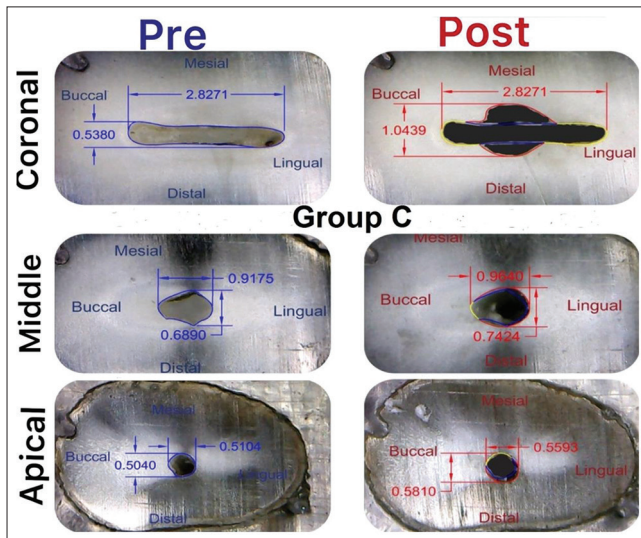 Pre
Post
Coronal
Mesial
Buccal
2.8271
0.5380
Lingual
Distal
Mesial
Buccal
2.8271
1.0439
Lingual
Distal
Group C
Middle
Mesial
0.9175
Buccal
Lingual
0.6890
Distal
Mesial
0.9640
Buccal
Lingual
0.7424
Distal
Apical
Mesial
0.5104
Buccal
0.5040
Lingual
Distal
Mesial
0.5593
Buccal
Lingual
0.5810
Distal